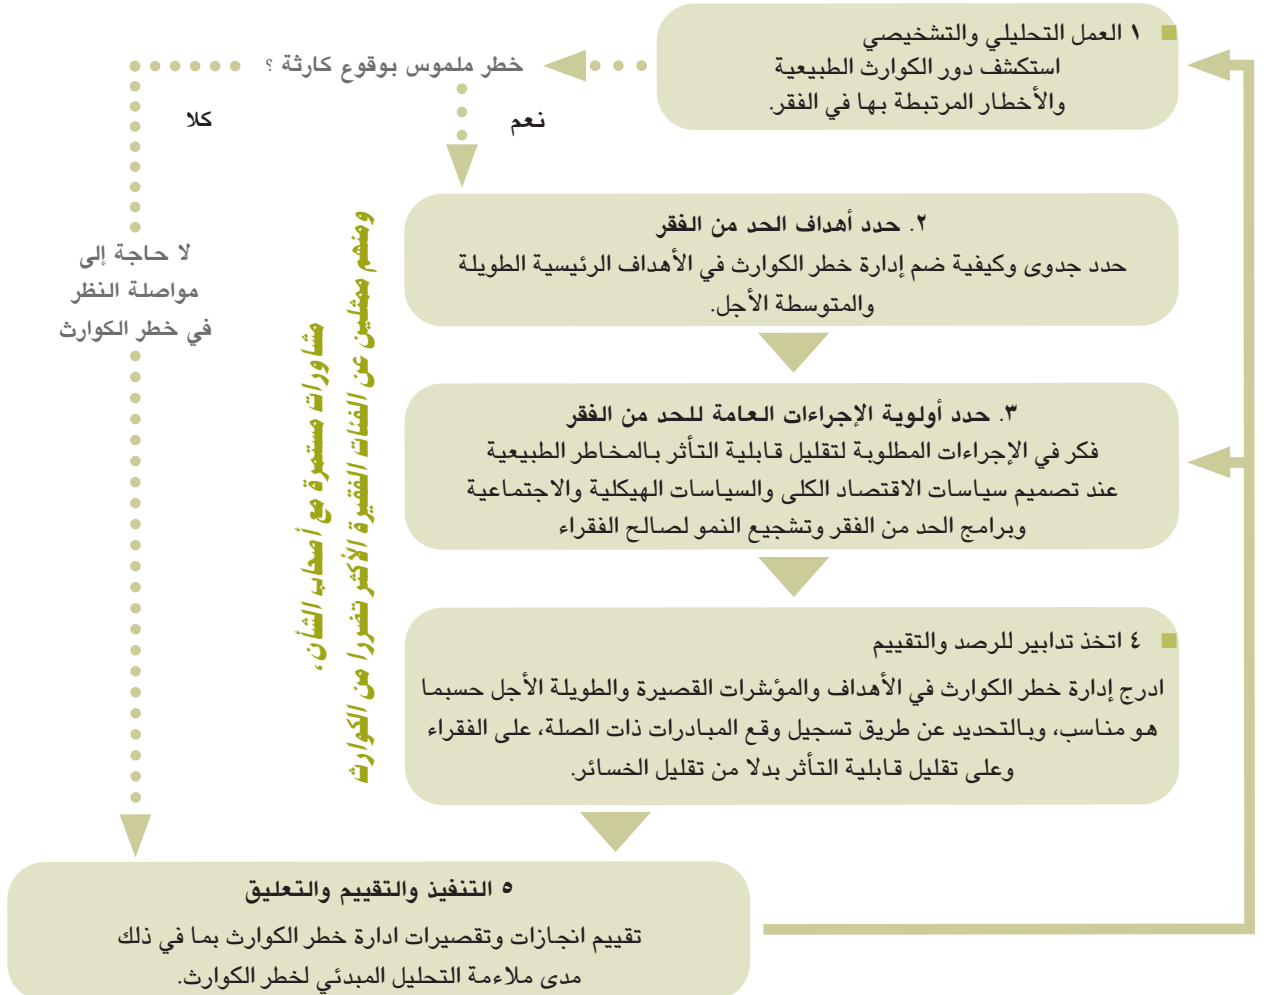 ١ العمل التحليلي والتشخيصي
استكشف دور الكوارث الطبيعية
والأخطار المرتبطة بها في الفقر.
خطر ملموس بوقوع كارثة ؟
نعم
كلا
لا حاجة إلى
مواصلة النظر
في خطر الكوارث
٢. حدد أهداف الحد من الفقر
حدد جدوى وكيفية ضم إدارة خطر الكوارث في الأهداف الرئيسية الطويلة
والمتوسطة الأجل.
٣. حدد أولوية الإجراءات العامة للحد من الفقر
فكر في الإجراءات المطلوبة لتقليل قابلية التأثر بالمخاطر الطبيعية
عند تصميم سياسات الاقتصاد الكلى والسياسات الهيكلية والاجتماعية
وبرامج الحد من الفقر وتشجيع النمو لصالح الفقراء
٤ اتخذ تدابير للرصد والتقييم
ادرج إدارة خطر الكوارث في الأهداف والمؤشرات القصيرة والطويلة الأجل حسبما
هو مناسب، وبالتحديد عن طريق تسجيل وقع المبادرات ذات الصلة، على الفقراء
وعلى تقليل قابلية التأثر بدلا من تقليل الخسائر.
مشاورات مستمرة مع أصحاب الشأن،
ومنهم ممثلين عن الفئات الفقيرة الأكثر تضررا من الكوارث
٥ التنفيذ والتقييم والتعليق
تقييم انجازات وتقصيرات ادارة خطر الكوارث بما في ذلك
مدى ملاءمة التحليل المبدئي لخطر الكوارث.